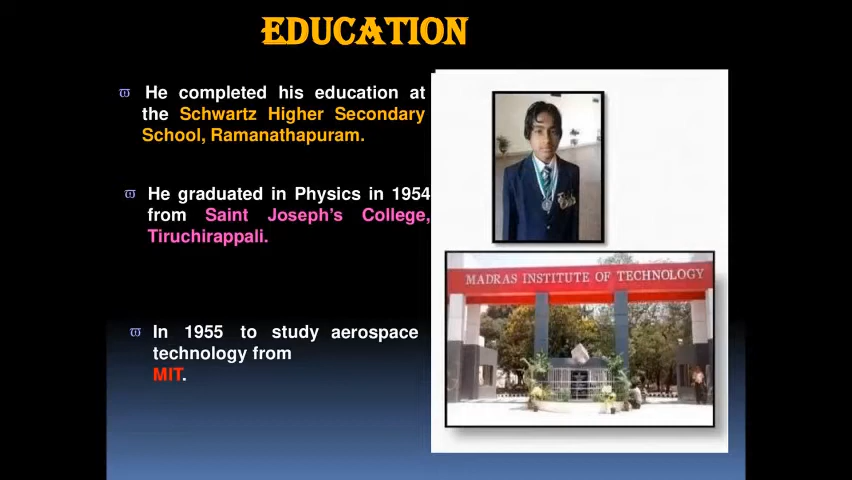 EDUCATION
He completed his education at
the Schwartz Higher Secondary
School, Ramanathapuram.
He graduated in Physics in 1954
from Saint Joseph's College,
Tiruchirappali.
In 1955 to study aerospace
technology from
MIT.
MADRAS INSTITUTE OF TECHNOLOGY